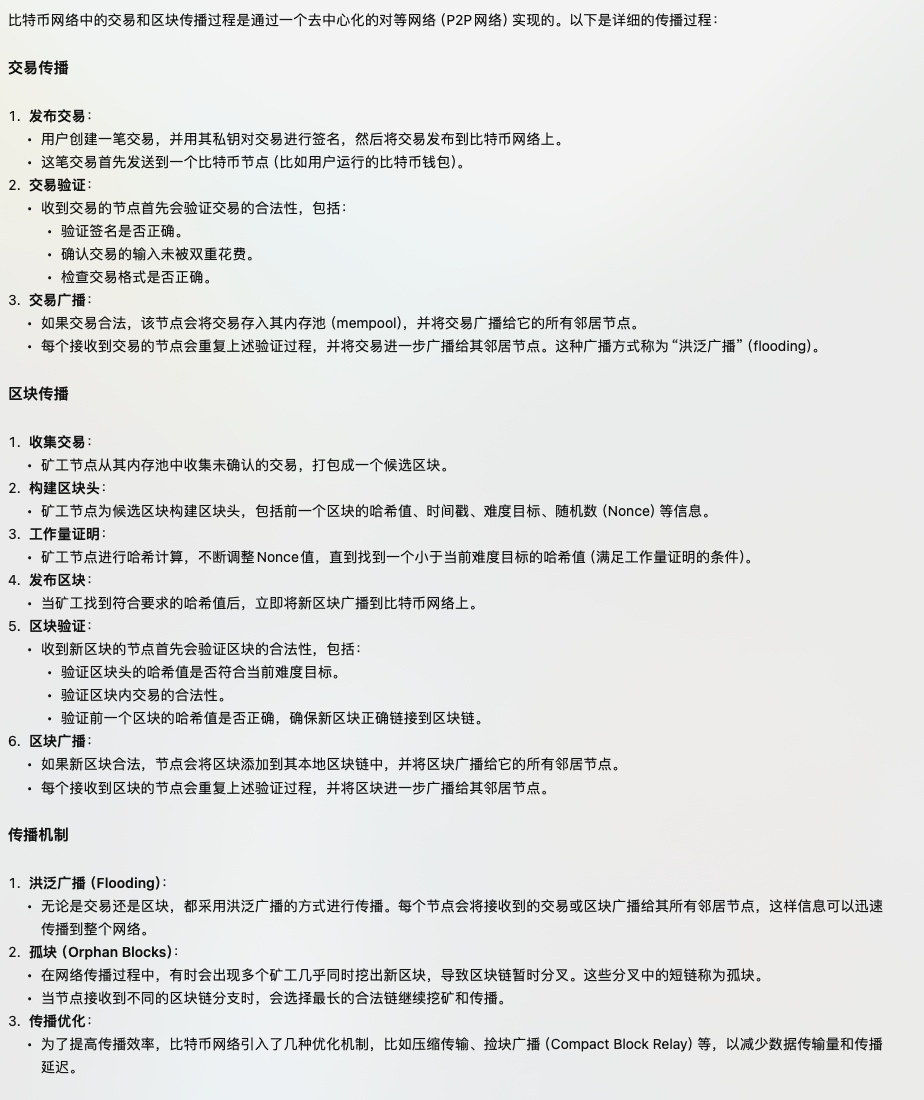 比特币网络中的交易和区块传播过程是通过一个去中心化的对等网络（P2P网络）实现的。以下是详细的传播过程：
交易传播
1. 发布交易：
• 用户创建一笔交易，并用其私钥对交易进行签名，然后将交易发布到比特币网络上。
• 这笔交易首先发送到一个比特币节点（比如用户运行的比特币钱包）。
2. 交易验证：
• 收到交易的节点首先会验证交易的合法性，包括：
• 验证签名是否正确。
• 确认交易的输入未被双重花费。
• 检查交易格式是否正确。
3. 交易广播：
• 如果交易合法，该节点会将交易存入其内存池（mempool），并将交易广播给它的所有邻居节点。
• 每个接收到交易的节点会重复上述验证过程，并将交易进一步广播给其邻居节点。这种广播方式称为“洪泛广播”（flooding）。
区块传播
1. 收集交易：
• 矿工节点从其内存池中收集未确认的交易，打包成一个候选区块。
2. 构建区块头：
• 矿工节点为候选区块构建区块头，包括前一个区块的哈希值、时间戳、难度目标、随机数（Nonce）等信息。
3. 工作量证明：
• 矿工节点进行哈希计算，不断调整Nonce值，直到找到一个小于当前难度目标的哈希值（满足工作量证明的条件）。
4. 发布区块：
• 当矿工找到符合要求的哈希值后，立即将新区块广播到比特币网络上。
5. 区块验证：
• 收到新区块的节点首先会验证区块的合法性，包括：
• 验证区块头的哈希值是否符合当前难度目标。
• 验证区块内交易的合法性。
• 验证前一个区块的哈希值是否正确，确保新区块正确链接到区块链。
6. 区块广播：
• 如果新区块合法，节点会将区块添加到其本地区块链中，并将区块广播给它的所有邻居节点。
• 每个接收到区块的节点会重复上述验证过程，并将区块进一步广播给其邻居节点。
传播机制
1. 洪泛广播（Flooding）：
• 无论是交易还是区块，都采用洪泛广播的方式进行传播。每个节点会将接收到的交易或区块广播给其所有邻居节点，这样信息可以迅速
传播到整个网络。
2. 孤块（Orphan Blocks）：
• 在网络传播过程中，有时会出现多个矿工几乎同时挖出新区块，导致区块链暂时分叉。这些分叉中的短链称为孤块。
• 当节点接收到不同的区块链分支时，会选择最长的合法链继续挖矿和传播。
3. 传播优化：
• 为了提高传播效率，比特币网络引入了几种优化机制，比如压缩传输、捡块广播（Compact Block Relay）等，以减少数据传输量和传播
延迟。